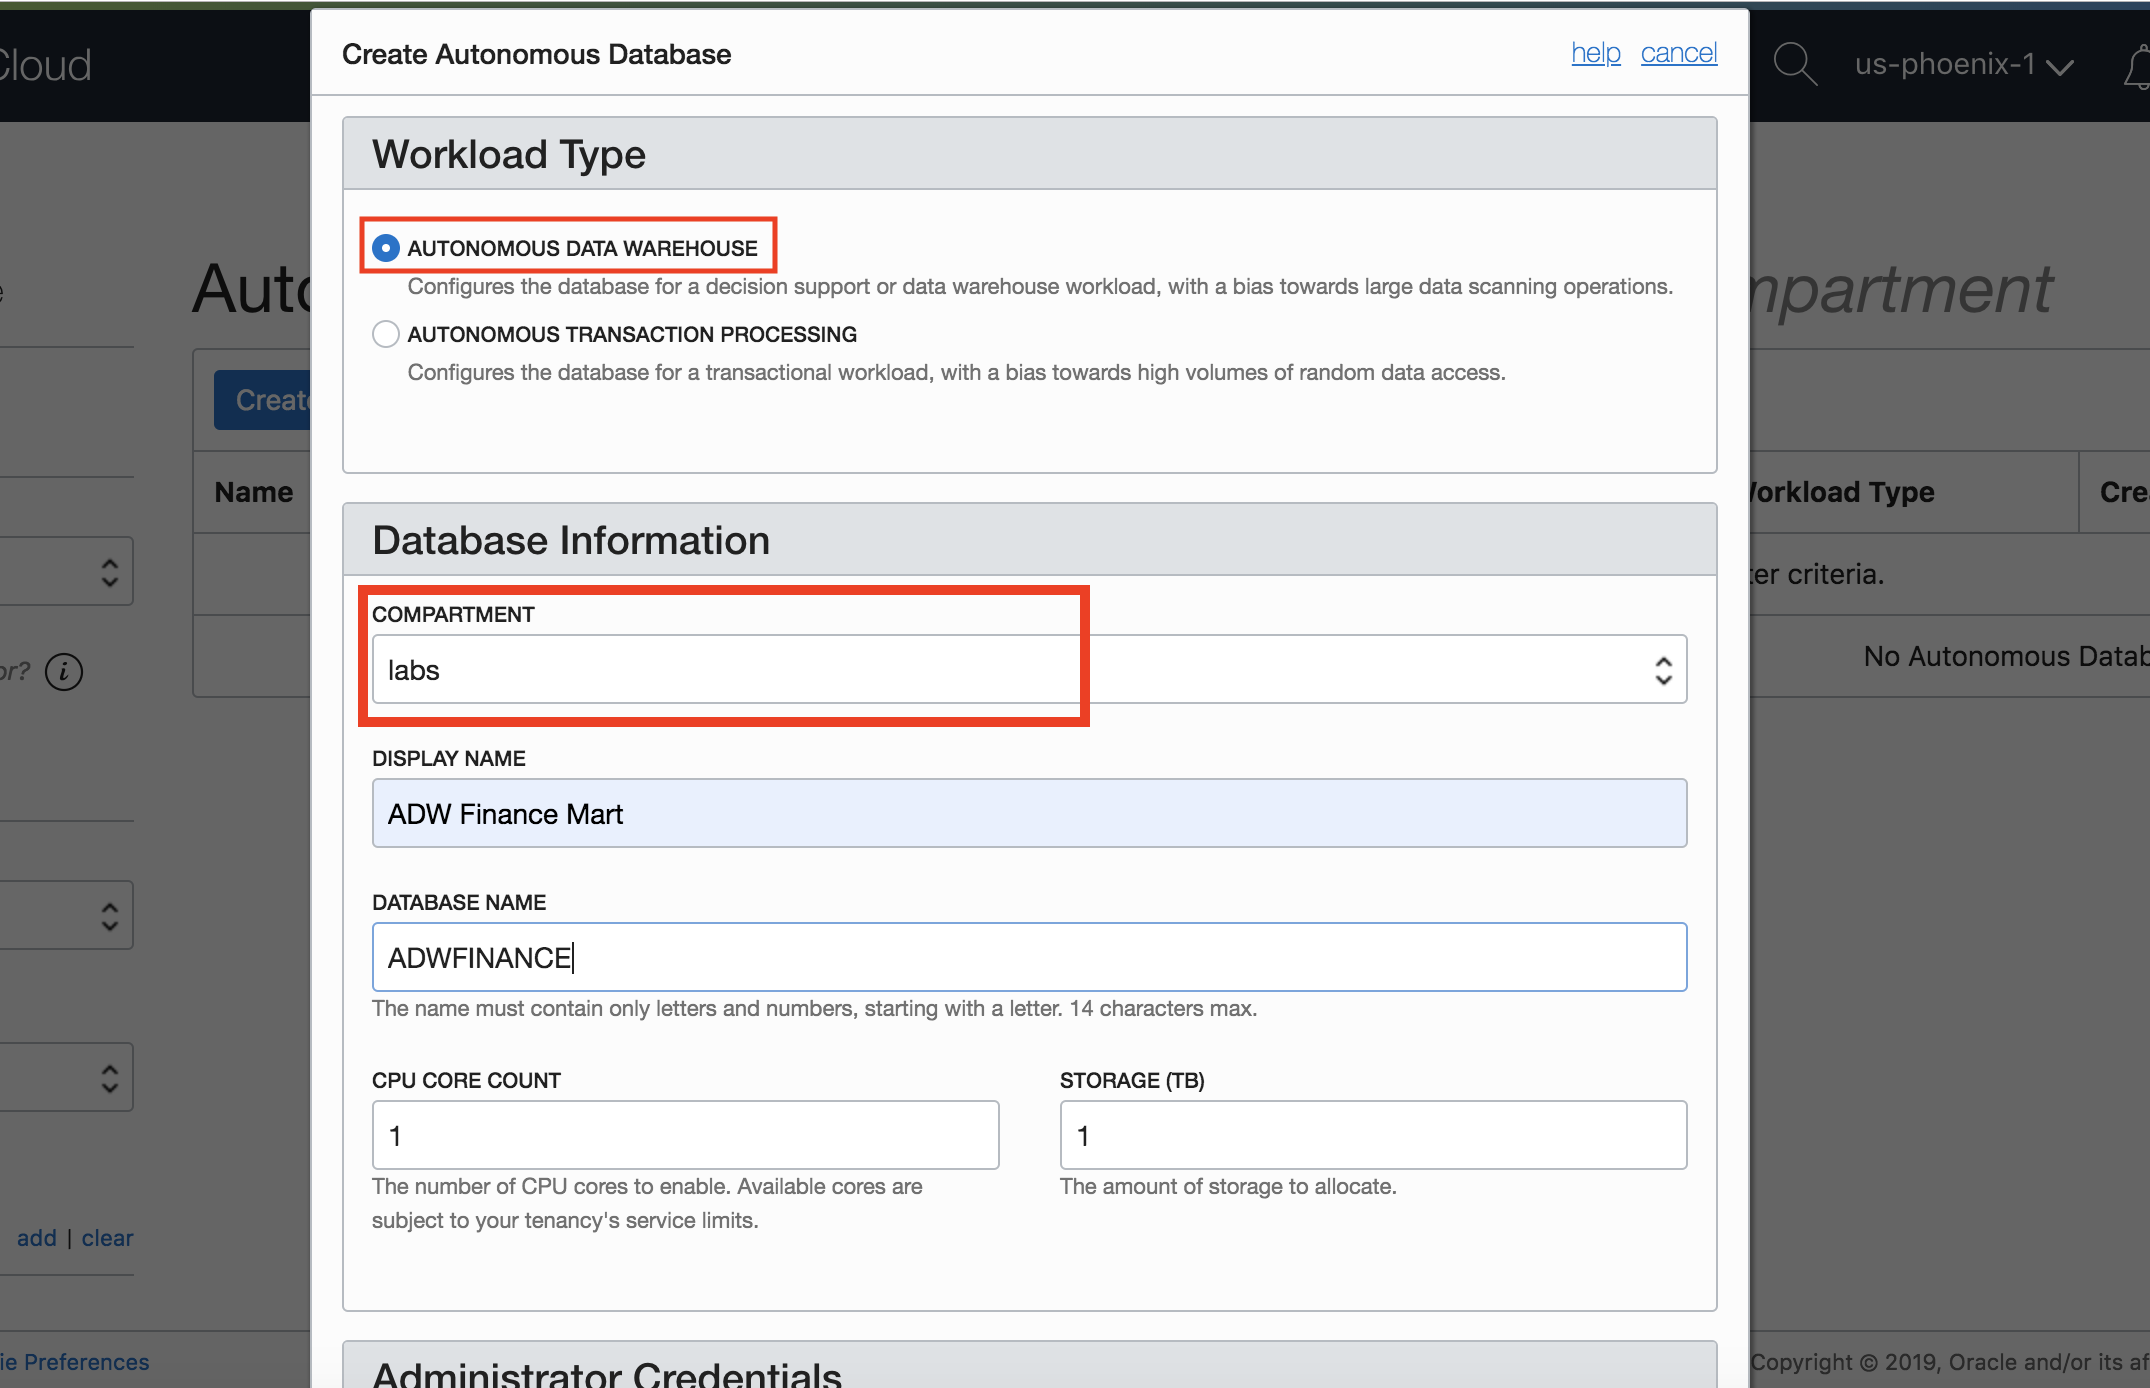 Cloud
Create Autonomous Database
help cancel
us-phoenix-1
Workload Type
AUTONOMOUS DATA WAREHOUSE
Configures the database for a decision support or data warehouse workload, with a bias towards large data scanning operations.
AUTONOMOUS TRANSACTION PROCESSING
Configures the database for a transactional workload, with a bias towards high volumes of random data access.
Auto
mpartment
Create
Name
Workload Type
Cre
ter criteria.
No Autonomous Datab
or?
Database Information
COMPARTMENT
labs
DISPLAY NAME
ADW Finance Mart
DATABASE NAME
ADWFINANCE
The name must contain only letters and numbers, starting with a letter. 14 characters max.
CPU CORE COUNT
1
The number of CPU cores to enable. Available cores are
subject to your tenancy's service limits.
STORAGE (TB)
1
The amount of storage to allocate.
add | clear
Administrator Credentials
ie Preferences
Copyright © 2019, Oracle and/or its af